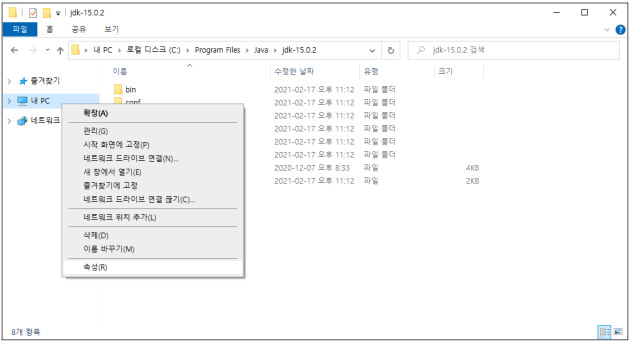 jdk-15.0.2
파일 홈 공유 보기
내 PC > 로컬 디스크 (C:) > Program Files > Java > jdk-15.0.2
jdk-15.0.2 검색
이름 수정한 날짜 유형 크기
즐겨찾기
내 PC
네트워크
bin 2021-02-17 오후 11:12 파일 폴더
conf 2021-02-17 오후 11:12 파일 폴더
2021-02-17 오후 11:12 파일 폴더
2021-02-17 오후 11:12 파일 폴더
2021-02-17 오후 11:12 파일 폴더
2021-02-17 오후 11:12 파일 폴더
2020-12-07 오후 8:33 파일 4KB
2021-02-17 오후 11:12 파일 2KB
확장(A)
관리(G)
시작 화면에 고정(P)
네트워크 드라이브 연결(N)...
새 창에서 열기(E)
즐겨찾기에 고정
네트워크 드라이브 연결 끊기(C)...
네트워크 위치 추가(L)
삭제(D)
이름 바꾸기(M)
속성(R)
8개 항목